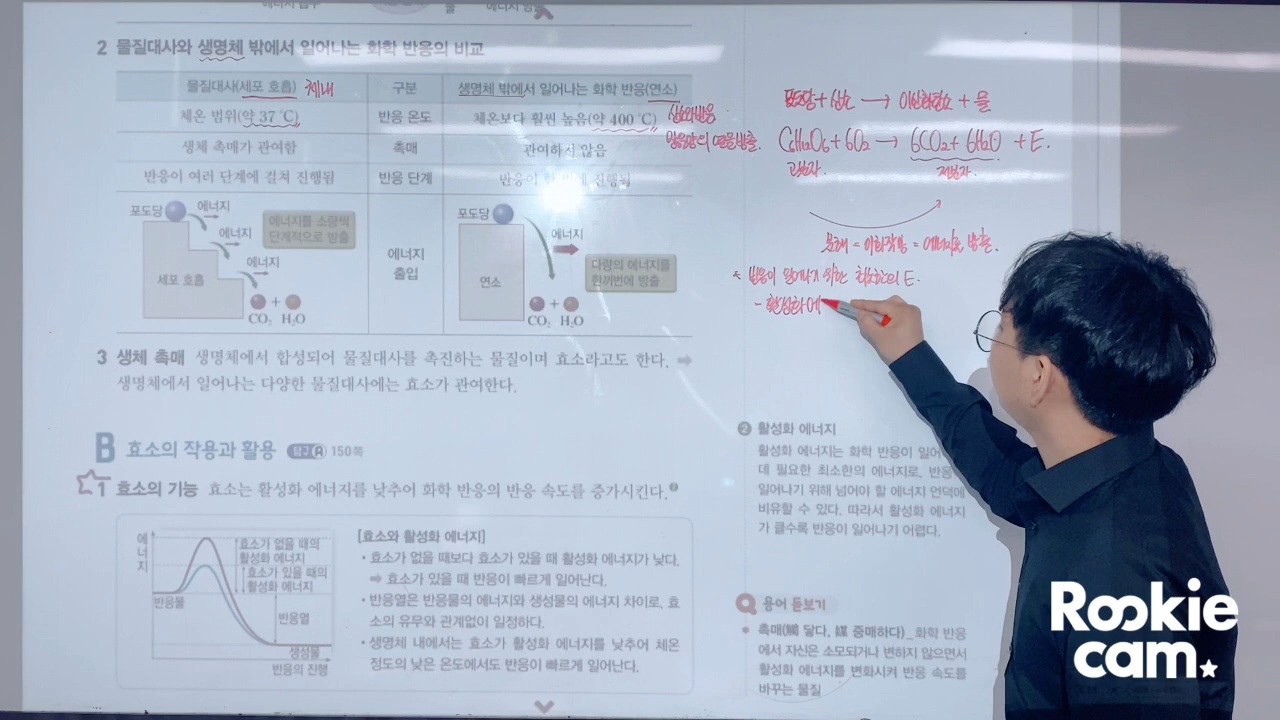 에너지 흡수
물
에너지 방출
2 물질대사와 생명체 밖에서 일어나는 화학 반응의 비교
물질대사(세포 호흡) 체내
구분
생명체 밖에서 일어나는 화학 반응(연소)
체온 범위(약 37 °C)
반응 온도
체온보다 훨씬 높음(약 400 °C)
생체 촉매가 관여함
촉매
관여하지 않음
반응이 여러 단계에 걸쳐 진행됨
반응 단계
반응이 한 번에 진행됨
포도당
에너지
에너지를 소량씩
단계적으로 방출
에너지
에너지
세포 호흡
CO₂ + H₂O
에너지
출입
포도당
에너지
다량의 에너지를
한꺼번에 방출
연소
CO₂ + H₂O
포도당 + 산소 → 이산화탄소 + 물
C₆H₁₂O₆ + 6O₂ → 6CO₂ + 6H₂O + E.
고분자.
저분자.
분해 = 이화작용 = 에너지를 방출.
* 반응이 일어나기 위한 최소한의 E.
- 활성화 에
3 생체 촉매 생명체에서 합성되어 물질대사를 촉진하는 물질이며 효소라고도 한다. ➡
생명체에서 일어나는 다양한 물질대사에는 효소가 관여한다.
B 효소의 작용과 활용 탐구 A 150쪽
1 효소의 기능 효소는 활성화 에너지를 낮추어 화학 반응의 반응 속도를 증가시킨다.
에너지
효소가 없을 때의
활성화 에너지
효소가 있을 때의
활성화 에너지
반응물
반응열
생성물
반응의 진행
[효소와 활성화 에너지]
• 효소가 없을 때보다 효소가 있을 때 활성화 에너지가 낮다.
➡ 효소가 있을 때 반응이 빠르게 일어난다.
• 반응열은 반응물의 에너지와 생성물의 에너지 차이로, 효
소의 유무와 관계없이 일정하다.
• 생명체 내에서는 효소가 활성화 에너지를 낮추어 체온
정도의 낮은 온도에서도 반응이 빠르게 일어난다.
2 활성화 에너지
활성화 에너지는 화학 반응이 일어
데 필요한 최소한의 에너지로, 반응
일어나기 위해 넘어야 할 에너지 언덕에
비유할 수 있다. 따라서 활성화 에너지
가 클수록 반응이 일어나기 어렵다.
Q 용어 돋보기
* 촉매(觸 닿다, 媒 중매하다)_화학 반응
에서 자신은 소모되거나 변하지 않으면서
활성화 에너지를 변화시켜 반응 속도를
바꾸는 물질
Rookie
cam.